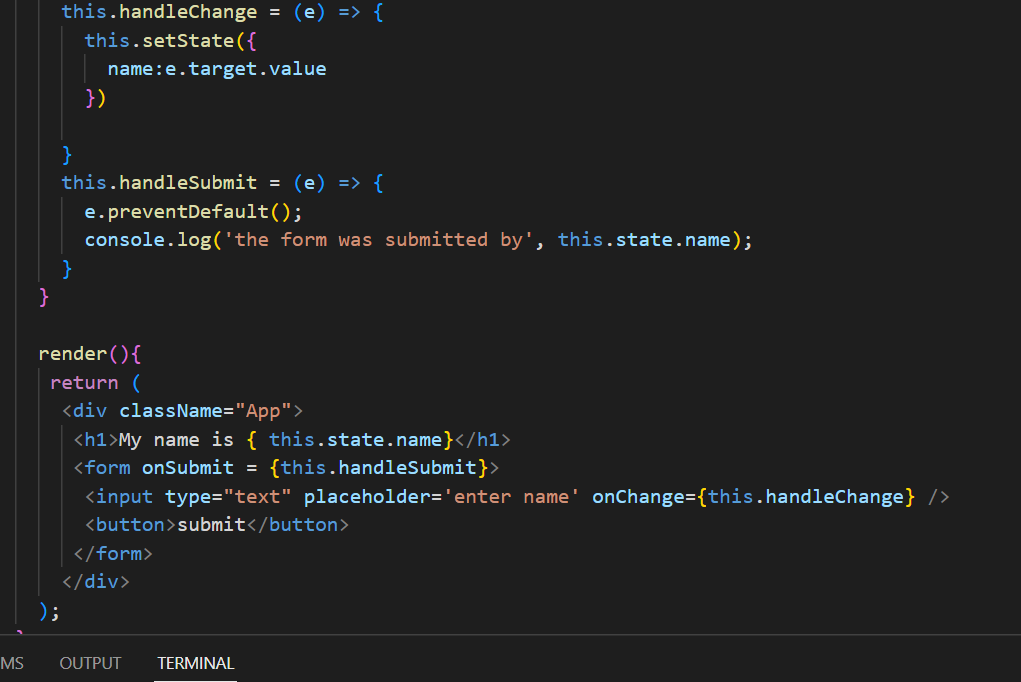 this.handleChange = (e) => {
this.setState({
name:e.target.value
})
}
this.handleSubmit = (e) => {
e.preventDefault();
console.log('the form was submitted by', this.state.name);
}
}
render(){
return (
<div className="App">
<h1>My name is { this.state.name}</h1>
<form onSubmit = {this.handleSubmit}>
<input type="text" placeholder='enter name' onChange={this.handleChange} />
<button>submit</button>
</form>
</div>
);
MS OUTPUT TERMINAL